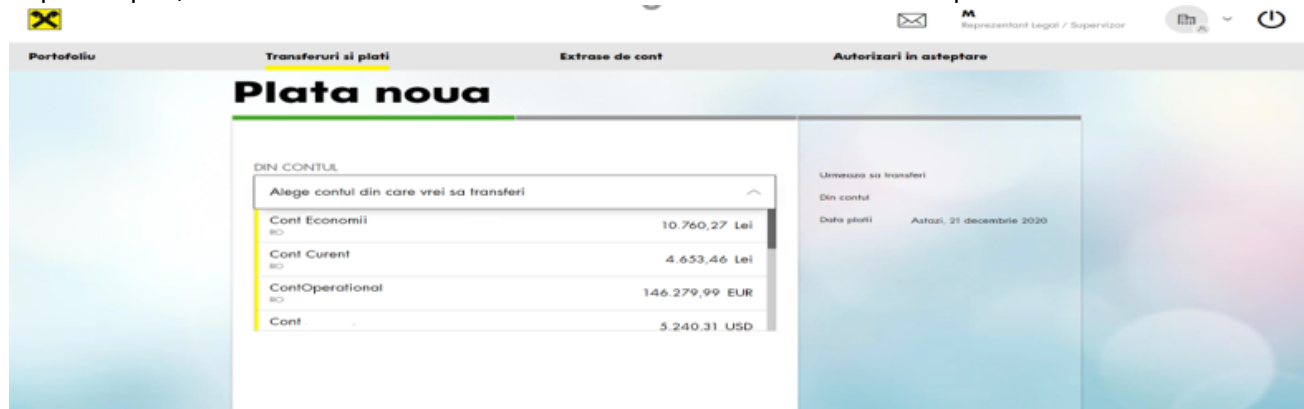 M
Reprezentant Legal / Supervizor
Portofoliu
Transferuri si plati
Extrase de cont
Autorizari in asteptare
Plata noua
DIN CONTUL
Alege contul din care vrei sa transferi
Cont Economii 10.760,27 Lei
RO
Cont Curent 4.653,46 Lei
RO
ContOperational 146.279,99 EUR
RO
Cont 5.240,31 USD
Urmeaza sa transferi
Din contul
Data platii Astazi, 21 decembrie 2020